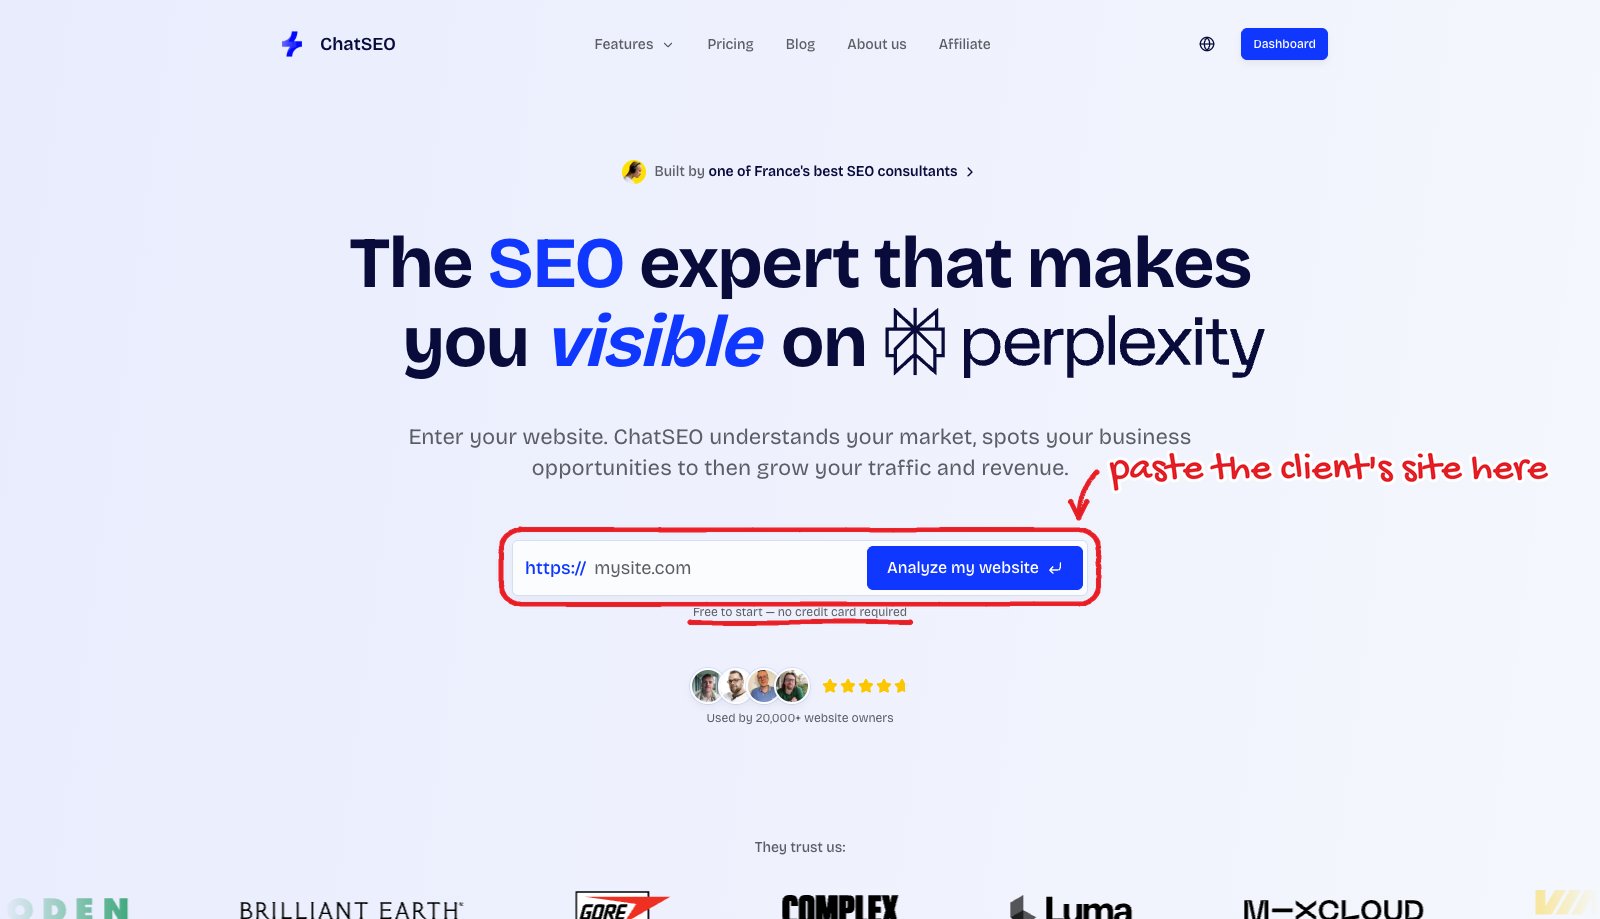 ChatSEO
Features
Pricing
Blog
About us
Affiliate
Dashboard
Built by one of France's best SEO consultants
The SEO expert that makes
you visible on perplexity
Enter your website. ChatSEO understands your market, spots your business
opportunities to then grow your traffic and revenue.
paste the client's site here
https:// mysite.com
Analyze my website
Free to start — no credit card required
Used by 20,000+ website owners
They trust us:
ODEN
BRILLIANT EARTH
GORE
COMPLEX
Luma
M–XCLOUD